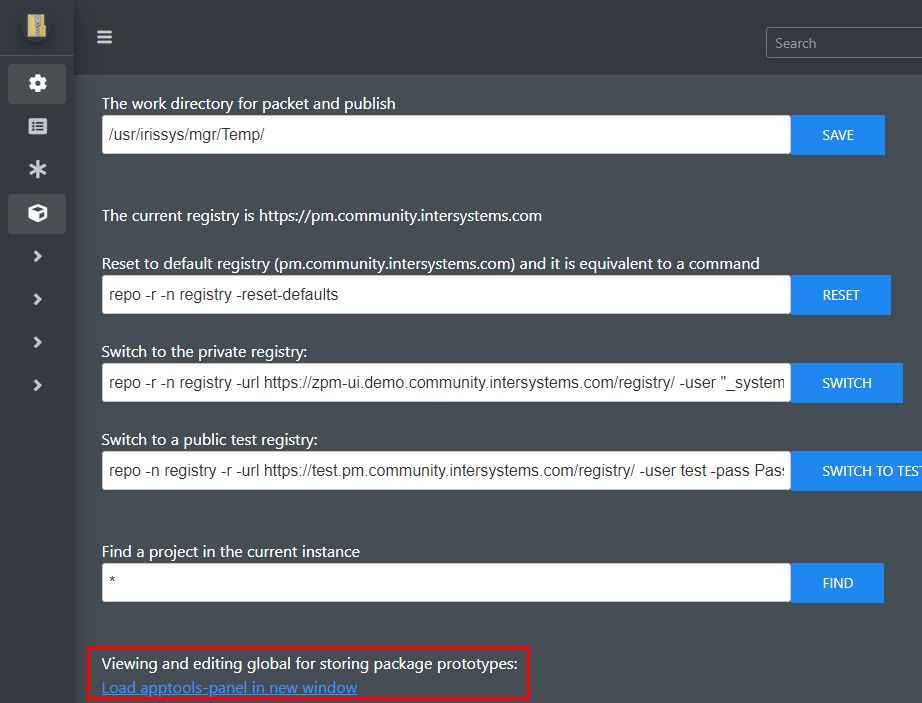 Search
The work directory for packet and publish
/usr/irissys/mgr/Temp/
SAVE
The current registry is https://pm.community.intersystems.com
Reset to default registry (pm.community.intersystems.com) and it is equivalent to a command
repo -r -n registry -reset-defaults
RESET
Switch to the private registry:
repo -r -n registry -url https://zpm-ui.demo.community.intersystems.com/registry/ -user "_system
SWITCH
Switch to a public test registry:
repo -n registry -r -url https://test.pm.community.intersystems.com/registry/ -user test -pass Pas
SWITCH TO TEST
Find a project in the current instance
*
FIND
Viewing and editing global for storing package prototypes:
Load apptools-panel in new window